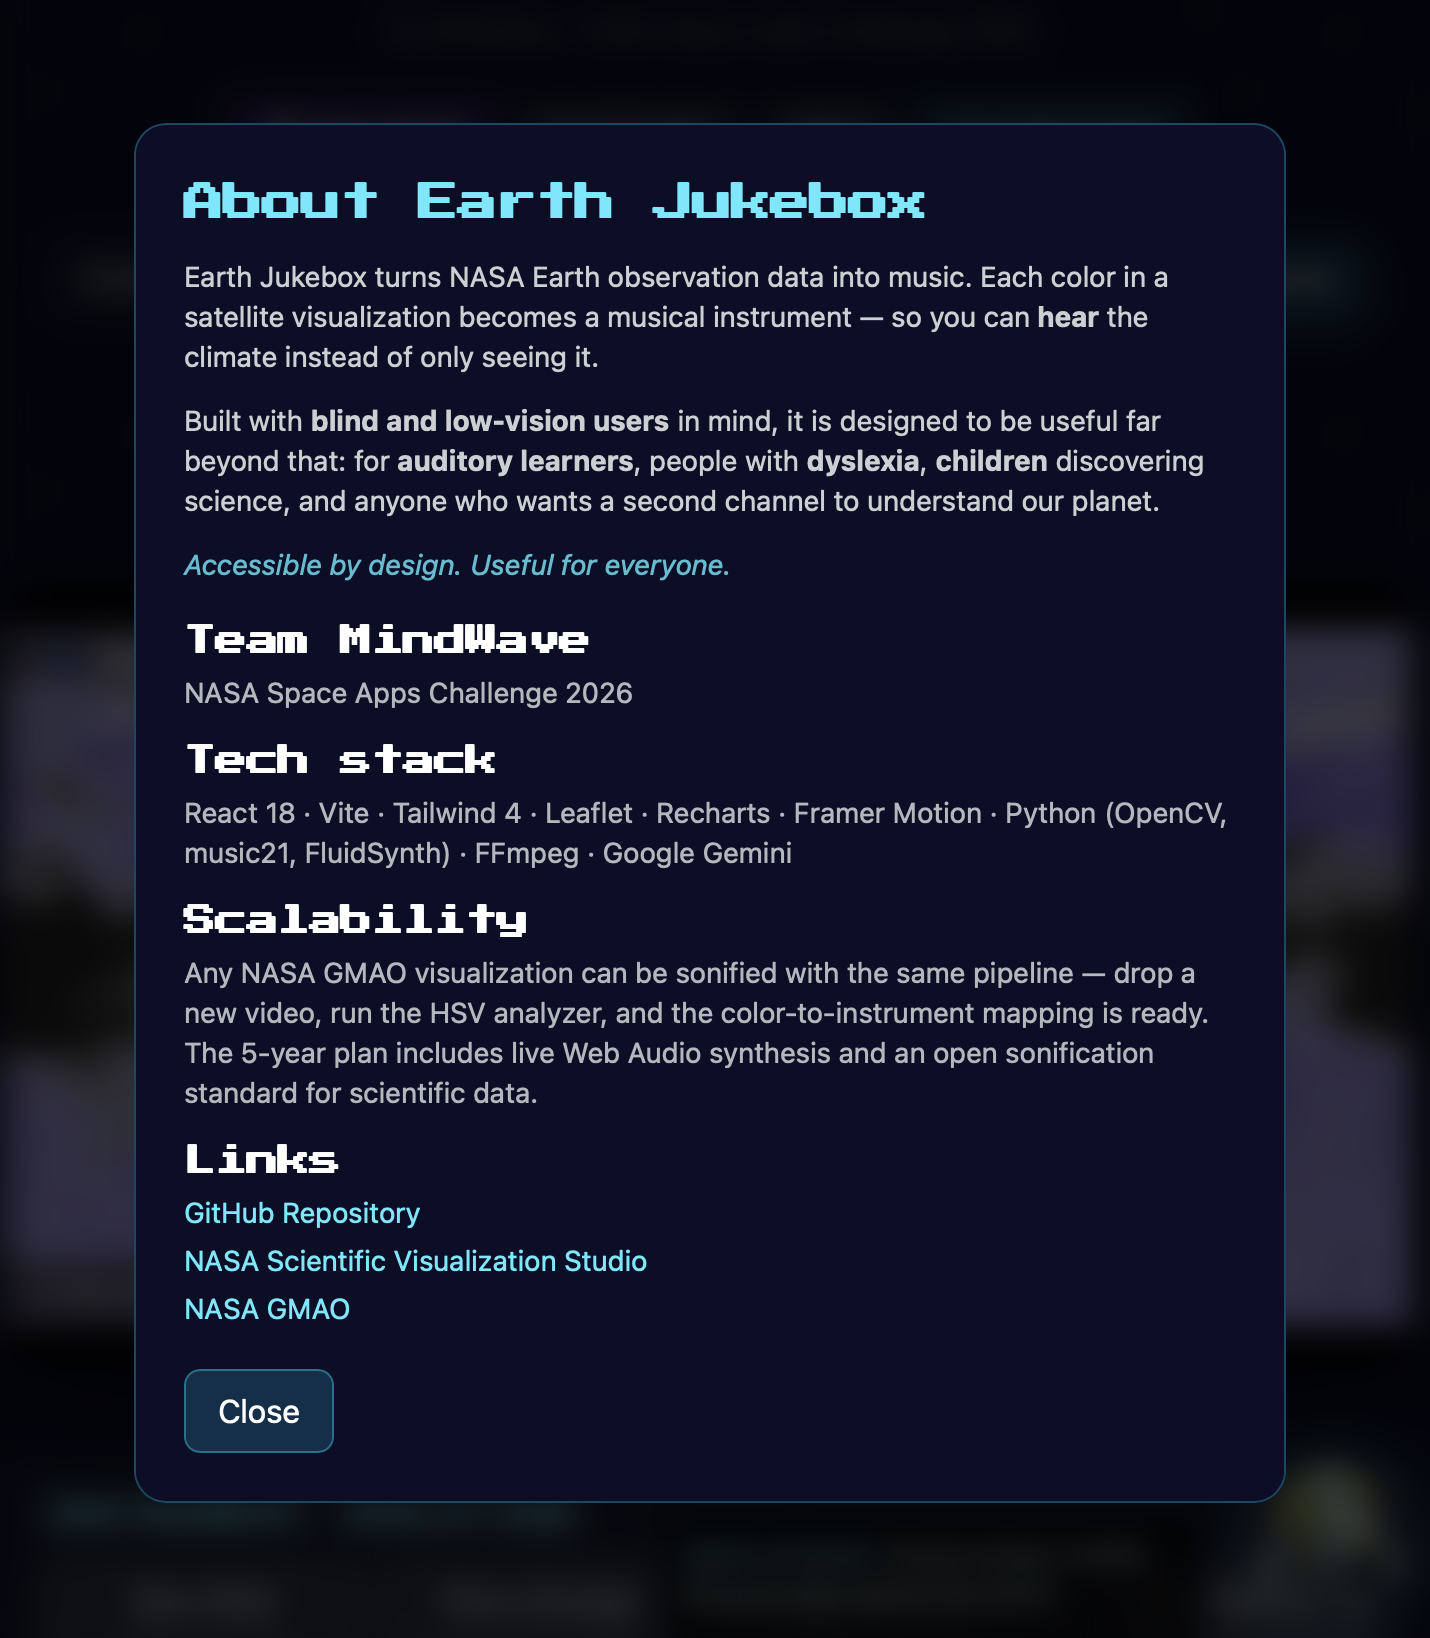 About Earth Jukebox
Earth Jukebox turns NASA Earth observation data into music. Each color in a
satellite visualization becomes a musical instrument — so you can hear the
climate instead of only seeing it.
Built with blind and low-vision users in mind, it is designed to be useful far
beyond that: for auditory learners, people with dyslexia, children discovering
science, and anyone who wants a second channel to understand our planet.
Accessible by design. Useful for everyone.
Team MindWave
NASA Space Apps Challenge 2026
Tech stack
React 18 · Vite · Tailwind 4 · Leaflet · Recharts · Framer Motion · Python (OpenCV,
music21, FluidSynth) · FFmpeg · Google Gemini
Scalability
Any NASA GMAO visualization can be sonified with the same pipeline — drop a
new video, run the HSV analyzer, and the color-to-instrument mapping is ready.
The 5-year plan includes live Web Audio synthesis and an open sonification
standard for scientific data.
Links
GitHub Repository
NASA Scientific Visualization Studio
NASA GMAO
Close